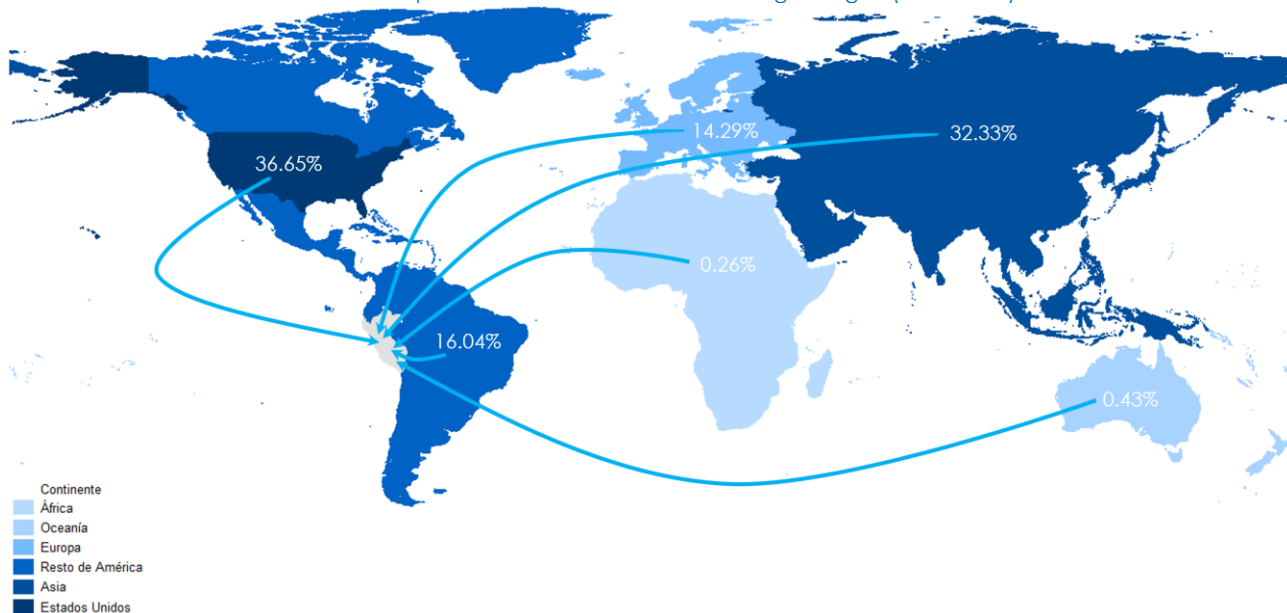 14.29%
32.33%
36.65%
0.26%
16.04%
0.43%
Continente
África
Oceanía
Europa
Resto de América
Asia
Estados Unidos